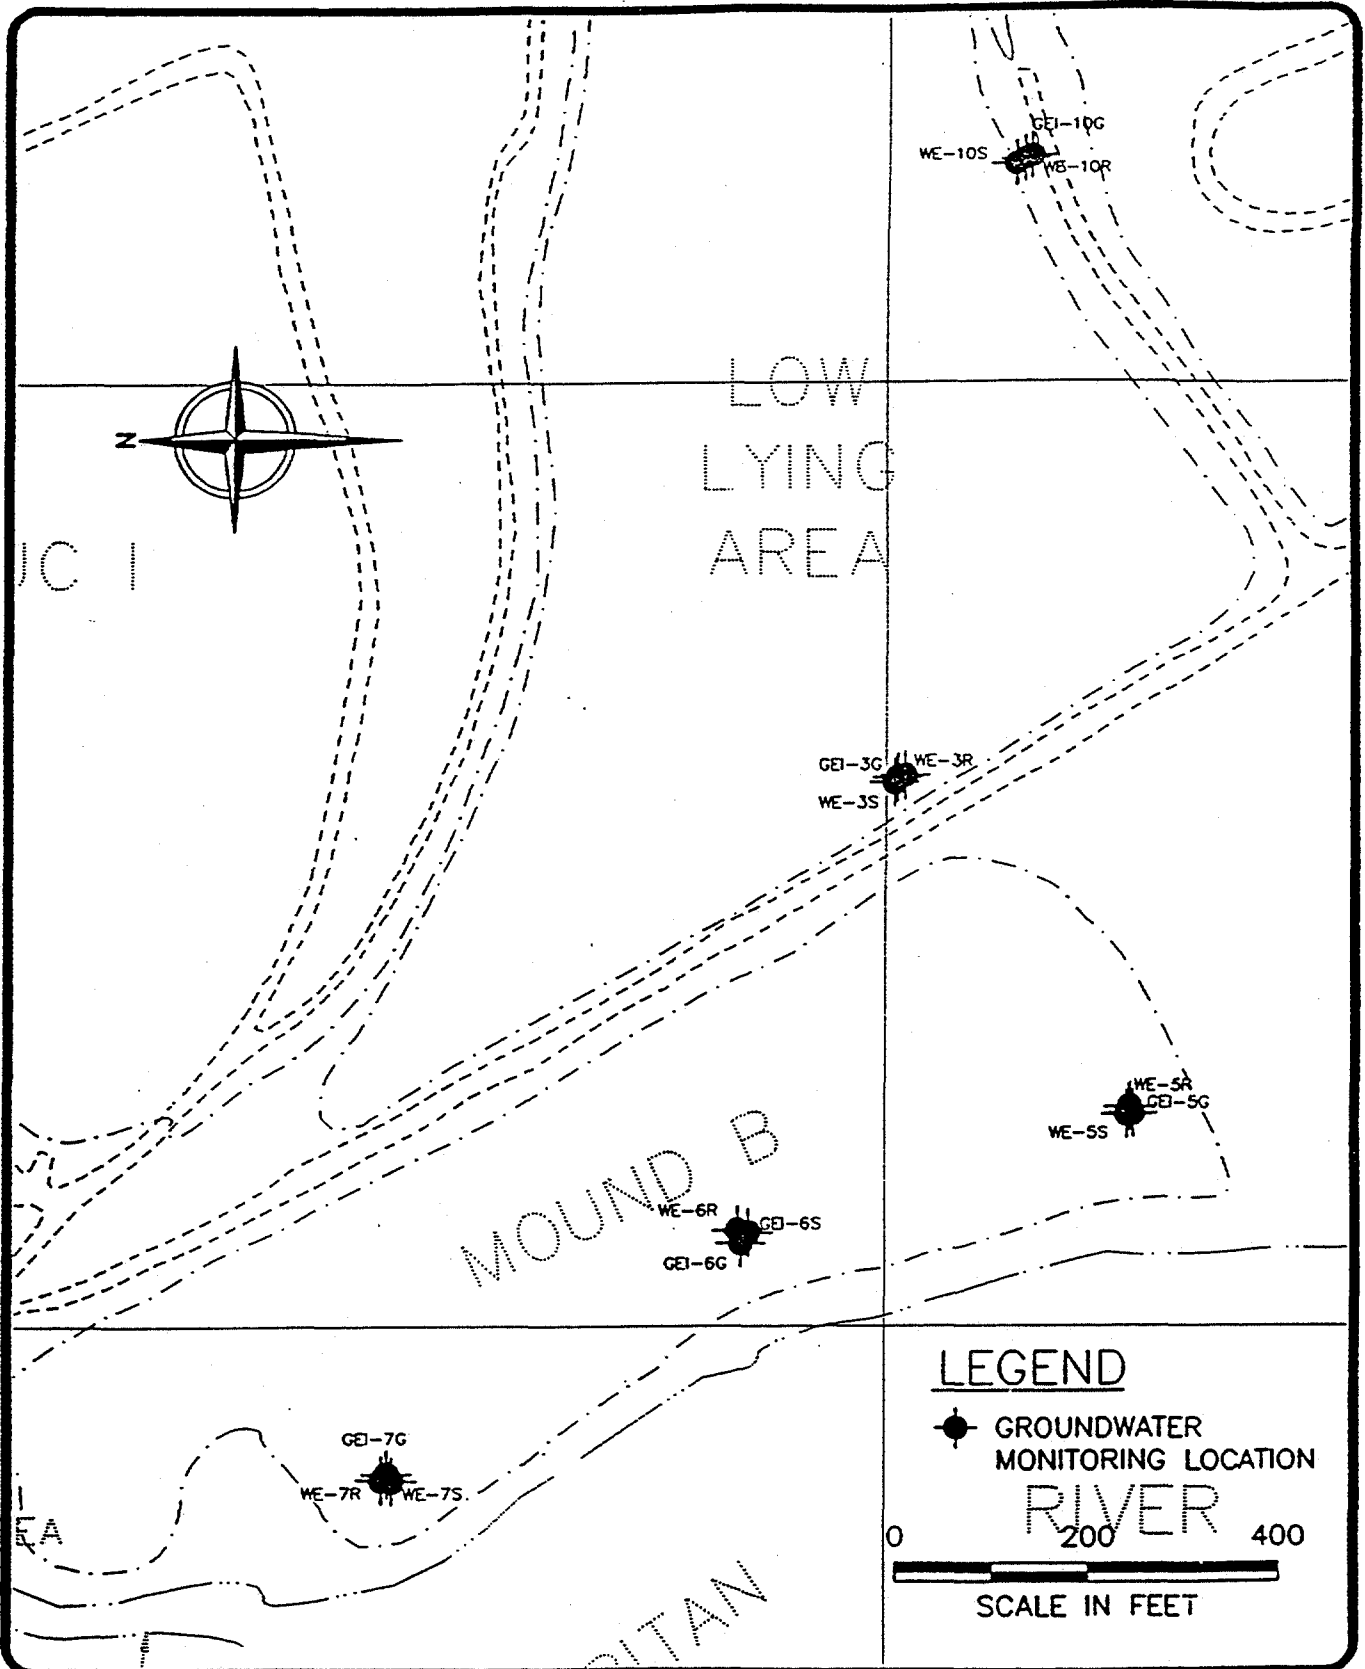 GEI-10G
WE-10S
WE-10R
LOW
LYING
AREA
N
UC I
GEI-3G
WE-3R
WE-3S
WE-5R
GEI-5G
WE-5S
MOUND B
WE-6R
GEI-6S
GEI-6G
GEI-7G
WE-7R
WE-7S
EA
LEGEND
GROUNDWATER
MONITORING LOCATION
RIVER
0 200 400
SCALE IN FEET
RITAN